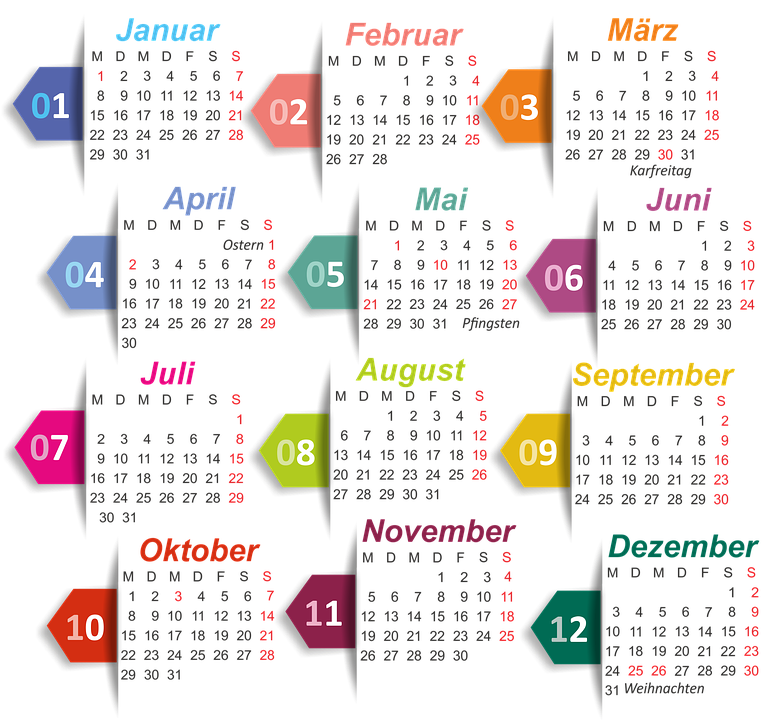 Januar
M D M D F S S
1 2 3 4 5 6 7
01
8 9 10 11 12 13 14
15 16 17 18 19 20 21
22 23 24 25 26 27 28
29 30 31
Februar
M D M D F S S
1 2 3 4
02
5 6 7 8 9 10 11
12 13 14 15 16 17 18
19 20 21 22 23 24 25
26 27 28
März
M D M D F S S
1 2 3 4
03
5 6 7 8 9 10 11
12 13 14 15 16 17 18
19 20 21 22 23 24 25
26 27 28 29 30 31
Karfreitag
April
M D M D F S S
Ostern 1
04
2 3 4 5 6 7 8
9 10 11 12 13 14 15
16 17 18 19 20 21 22
23 24 25 26 27 28 29
30
Mai
M D M D F S S
1 2 3 4 5 6
05
7 8 9 10 11 12 13
14 15 16 17 18 19 20
21 22 23 24 25 26 27
28 29 30 31 Pfingsten
Juni
M D M D F S S
1 2 3
06
4 5 6 7 8 9 10
11 12 13 14 15 16 17
18 19 20 21 22 23 24
25 26 27 28 29 30
Juli
M D M D F S S
1
07
2 3 4 5 6 7 8
9 10 11 12 13 14 15
16 17 18 19 20 21 22
23 24 25 26 27 28 29
30 31
August
M D M D F S S
1 2 3 4 5
08
6 7 8 9 10 11 12
13 14 15 16 17 18 19
20 21 22 23 24 25 26
27 28 29 30 31
September
M D M D F S S
1 2
09
3 4 5 6 7 8 9
10 11 12 13 14 15 16
17 18 19 20 21 22 23
24 25 26 27 28 29 30
Oktober
M D M D F S S
1 2 3 4 5 6 7
10
8 9 10 11 12 13 14
15 16 17 18 19 20 21
22 23 24 25 26 27 28
29 30 31
November
M D M D F S S
1 2 3 4
11
5 6 7 8 9 10 11
12 13 14 15 16 17 18
19 20 21 22 23 24 25
26 27 28 29 30
Dezember
M D M D F S S
1 2
12
3 4 5 6 7 8 9
10 11 12 13 14 15 16
17 18 19 20 21 22 23
24 25 26 27 28 29 30
31 Weihnachten